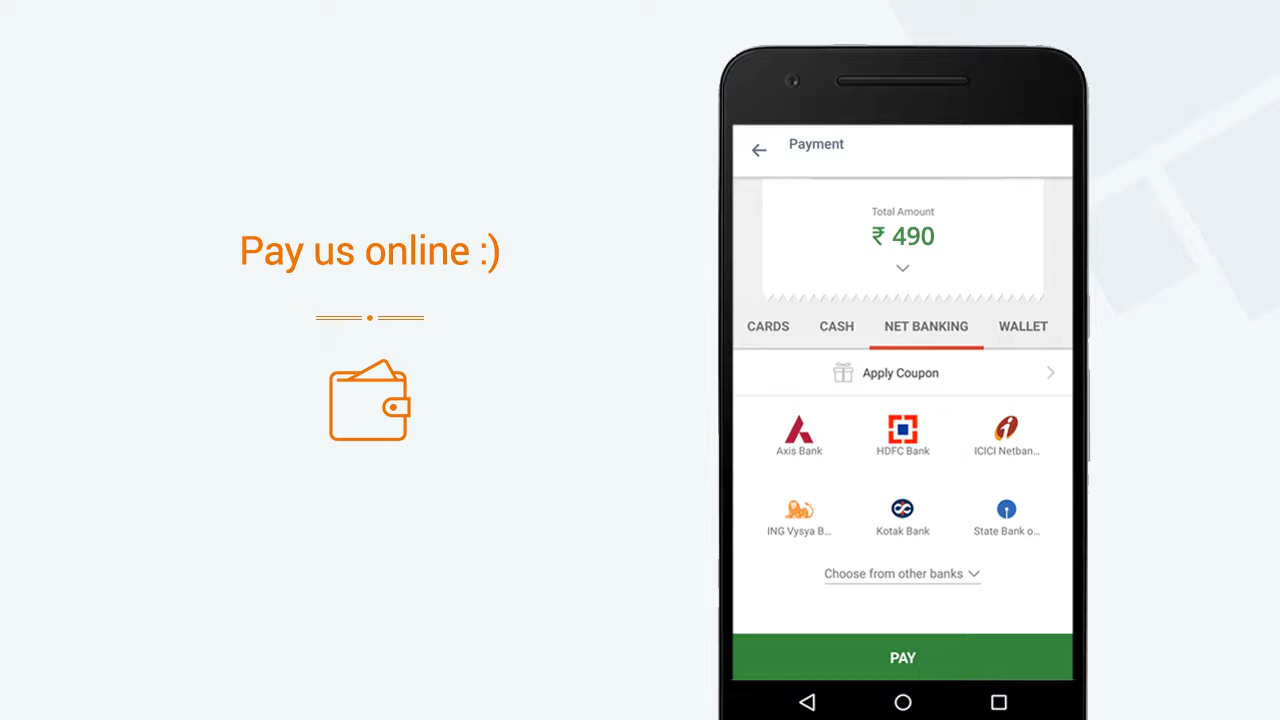 Pay us online :)
Payment
Total Amount
₹ 490
CARDS CASH NET BANKING WALLET
Apply Coupon
Axis Bank HDFC Bank ICICI Netban...
ING Vysya B... Kotak Bank State Bank o...
Choose from other banks
PAY